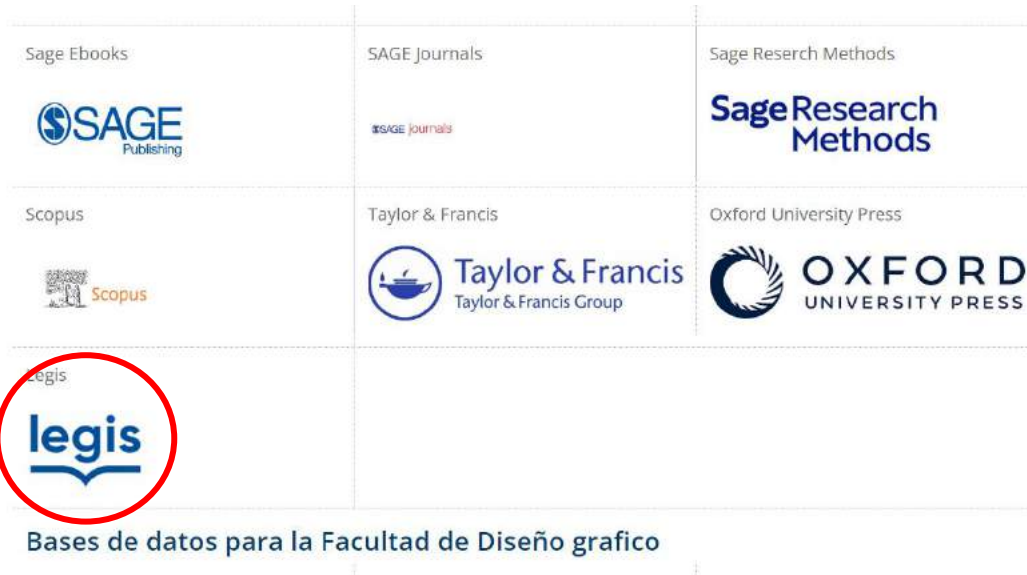 Sage Ebooks
SAGE Journals
Sage Reserch Methods
SAGE
Publishing
SAGE journals
Sage Research
Methods
Scopus
Taylor & Francis
Oxford University Press
Scopus
Taylor & Francis
Taylor & Francis Group
OXFORD
UNIVERSITY PRESS
Legis
legis
Bases de datos para la Facultad de Diseño grafico